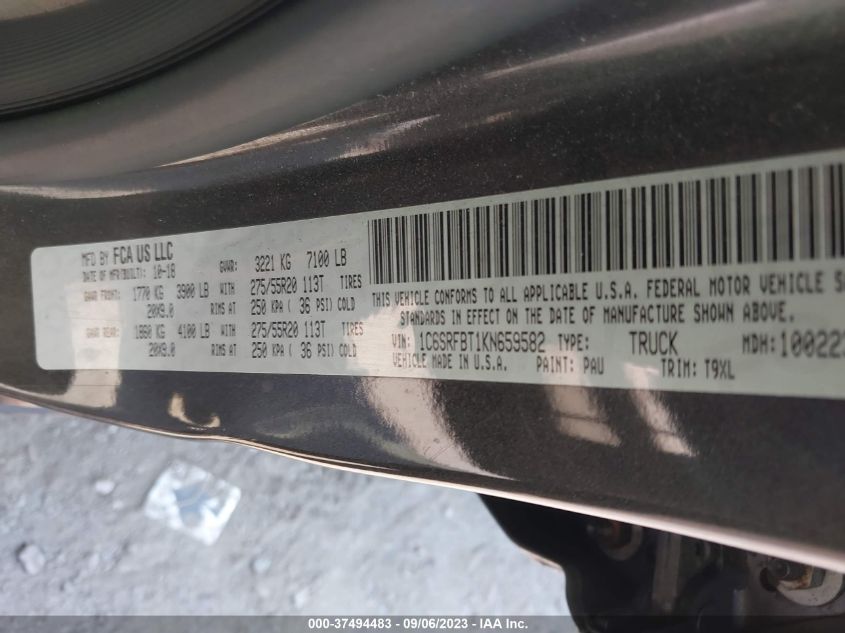 MFD BY FCA US LLC
DATE OF MFR(BUILT): 10-18
GVWR: 3221 KG 7100 LB
GAWR FRONT: 1770 KG 3900 LB WITH 275/55R20 113T TIRES
20X9.0 RIMS AT 250 KPA ( 36 PSI) COLD
GAWR REAR: 1860 KG 4100 LB WITH 275/55R20 113T TIRES
20X9.0 RIMS AT 250 KPA ( 36 PSI) COLD
THIS VEHICLE CONFORMS TO ALL APPLICABLE U.S.A. FEDERAL MOTOR VEHICLE
STANDARDS IN EFFECT ON THE DATE OF MANUFACTURE SHOWN ABOVE.
VIN: 1C6SRFBT1KN659582 TYPE: TRUCK MDH: 100223
VEHICLE MADE IN U.S.A. PAINT: PAU TRIM: T9XL
000-37494483 - 09/06/2023 - IAA Inc.